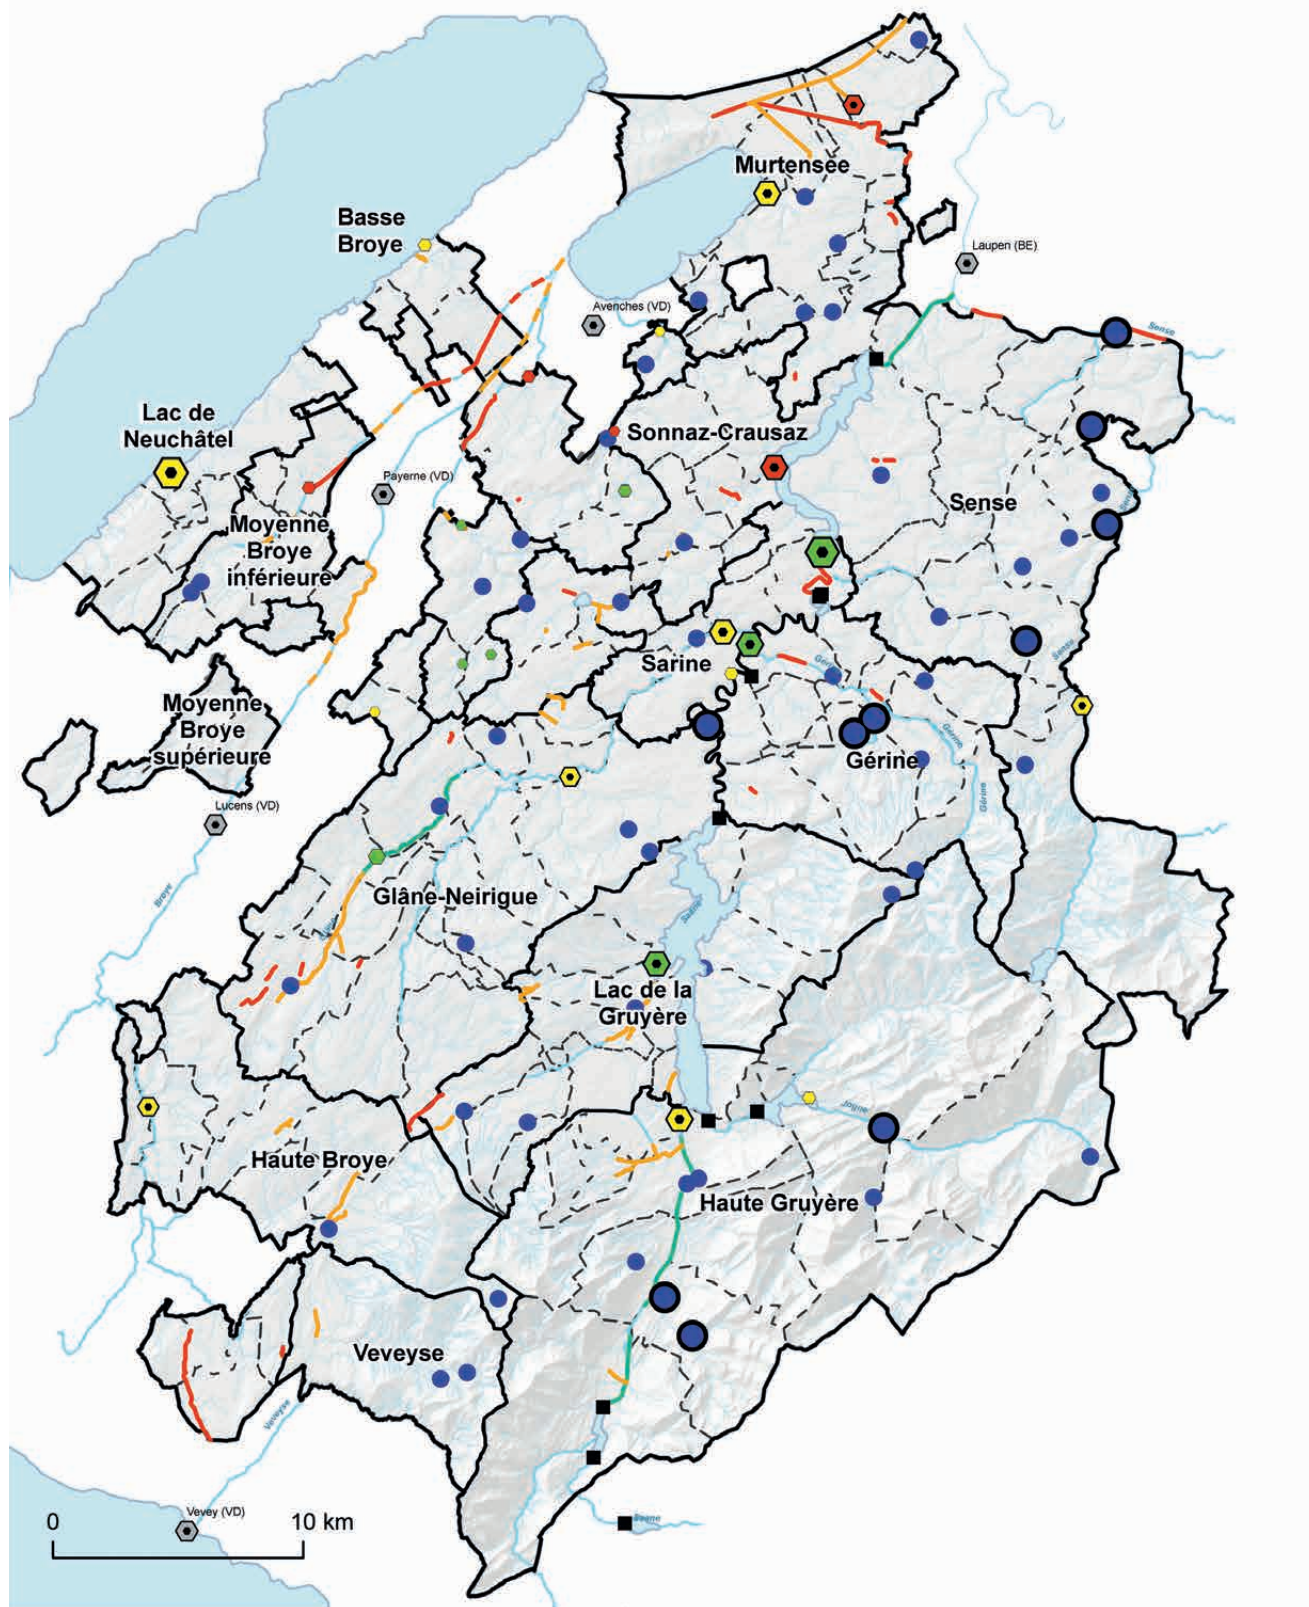 Murtensee
Basse
Broye
Laupen (BE)
Avenches (VD)
Sense
Lac de
Neuchâtel
Sonnaz-Crausaz
Payerne (VD)
Sense
Moyenne
Broye
inférieure
Sense
Sarine
Moyenne
Broye
supérieure
Gérine
Gérine
Gérine
Lucens (VD)
Broye
Glâne-Neirigue
Lac de la
Gruyère
Jogne
Haute Broye
Haute Gruyère
Veveyse
Veveyse
Vevey (VD)
0 10 km